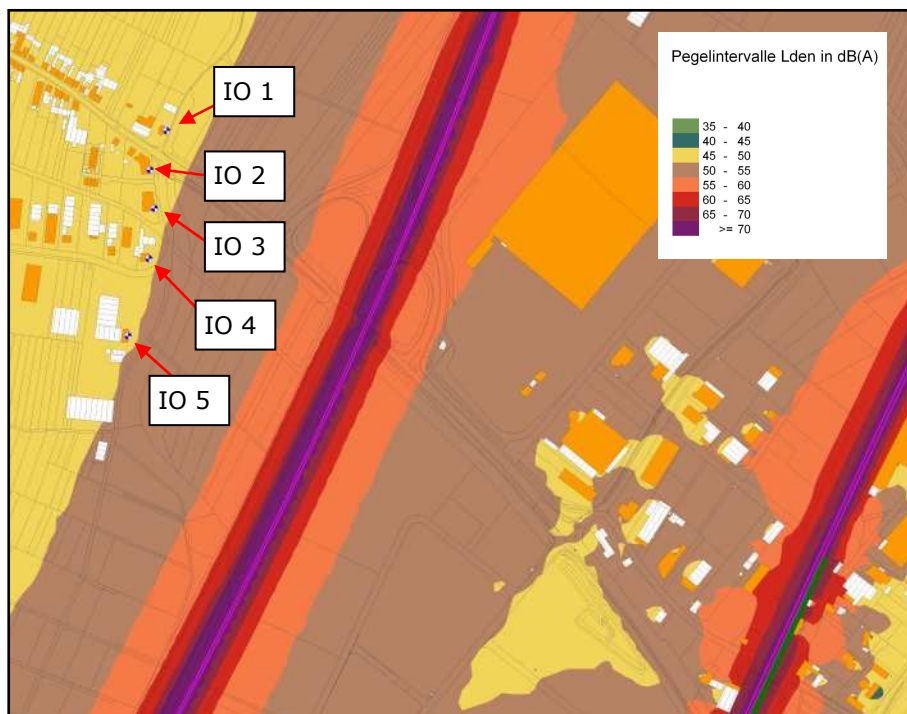 Pegelintervalle Lden in dB(A)
35 - 40
40 - 45
45 - 50
50 - 55
55 - 60
60 - 65
65 - 70
>= 70
IO 1
IO 2
IO 3
IO 4
IO 5